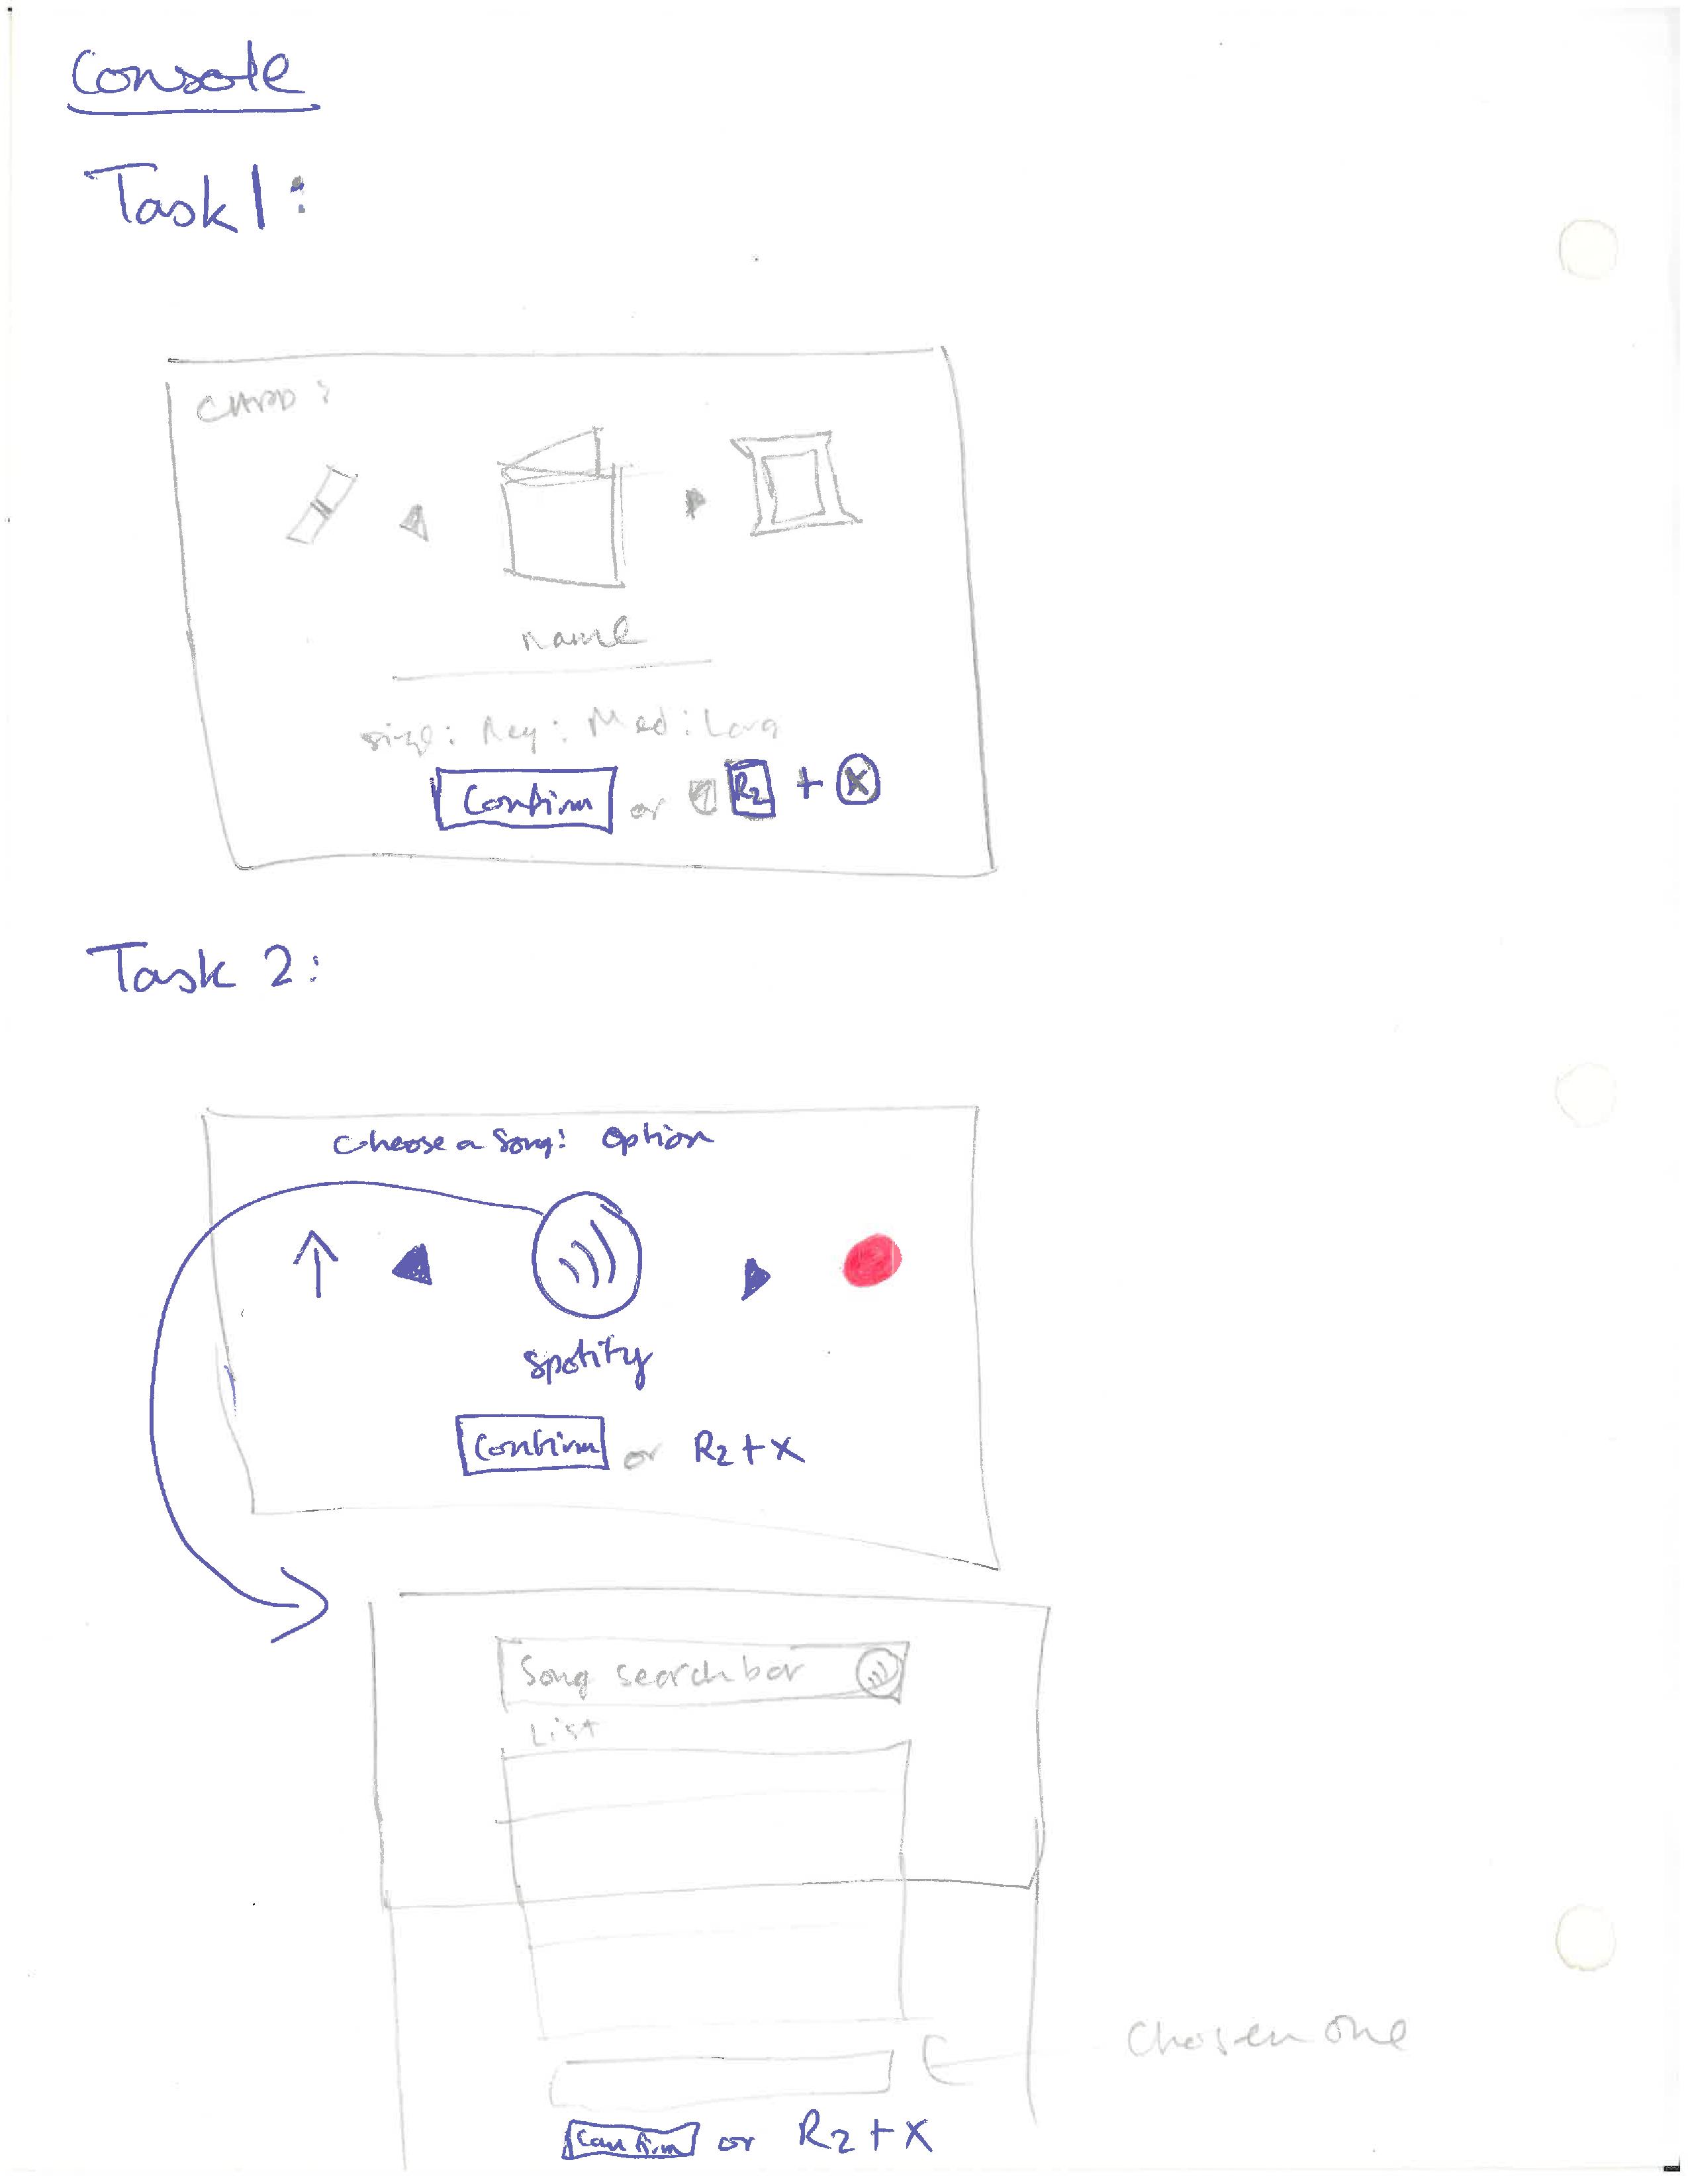 Console
Task 1:
CARD:
Name
size: Reg: Med: Larg
Confirm or R2 + X
Task 2:
Choose a Song: Option
Spotify
Confirm or R2 + X
Song search bar
List
Chosen one
Confirm or R2 + X